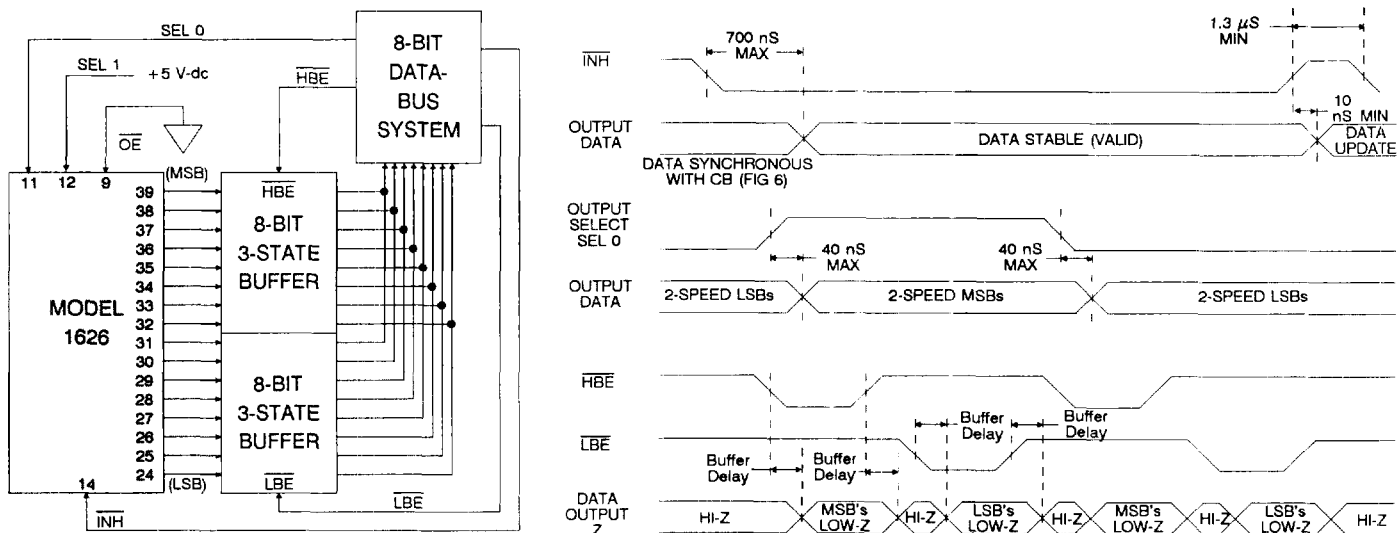 SEL 0
SEL 1
+5 V-dc
OE
HBE
8-BIT
DATA-
BUS
SYSTEM
11
12
9
(MSB)
39
38
37
36
35
34
33
32
31
30
29
28
27
26
25
24
(LSB)
14
MODEL
1626
HBE
8-BIT
3-STATE
BUFFER
8-BIT
3-STATE
BUFFER
LBE
LBE
INH
INH
700 nS
MAX
1.3 μS
MIN
10
nS MIN
OUTPUT
DATA
DATA STABLE (VALID)
DATA
UPDATE
DATA SYNCHRONOUS
WITH CB (FIG 6)
OUTPUT
SELECT
SEL 0
40 nS
MAX
40 nS
MAX
OUTPUT
DATA
2-SPEED LSBs
2-SPEED MSBs
2-SPEED LSBs
HBE
LBE
Buffer
Delay
Buffer
Delay
Buffer
Delay
Buffer
Delay
DATA
OUTPUT
Z
HI-Z
MSB's
LOW-Z
HI-Z
LSB's
LOW-Z
HI-Z
MSB's
LOW-Z
HI-Z
LSB's
LOW-Z
HI-Z